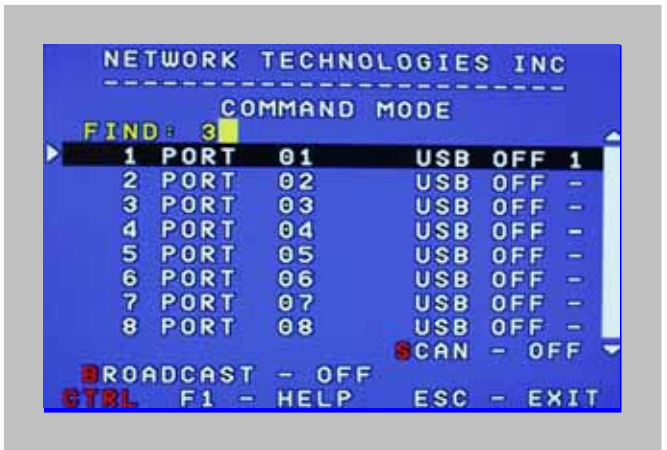 NETWORK TECHNOLOGIES INC
COMMAND MODE
FIND: 3
1 PORT 01 USB OFF 1
2 PORT 02 USB OFF -
3 PORT 03 USB OFF -
4 PORT 04 USB OFF -
5 PORT 05 USB OFF -
6 PORT 06 USB OFF -
7 PORT 07 USB OFF -
8 PORT 08 USB OFF -
SCAN - OFF
BROADCAST - OFF
CTRL F1 - HELP ESC - EXIT